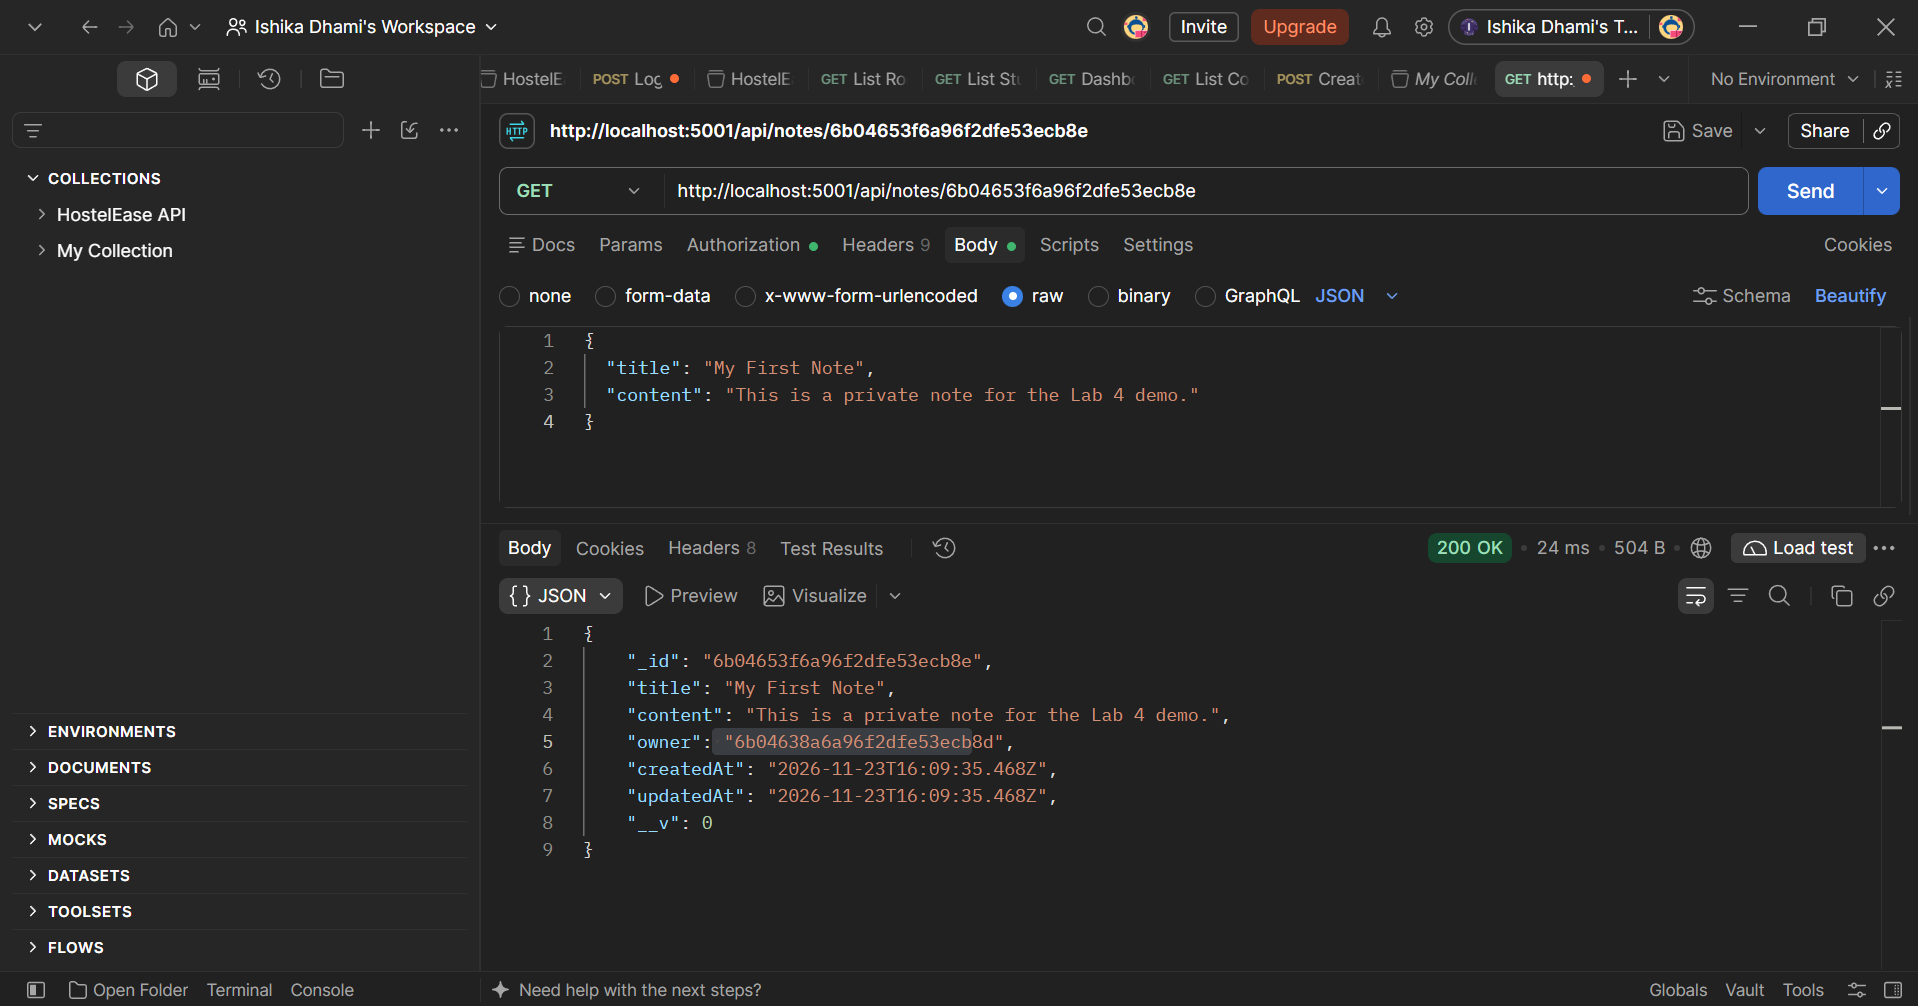 Ishika Dhami's Workspace
Invite
Upgrade
Ishika Dhami's T...
HostelE
POST Log
HostelE
GET List Ro
GET List Stu
GET Dashb
GET List Co
POST Creat
My Coll
GET http:
No Environment
HTTP
http://localhost:5001/api/notes/6b04653f6a96f2dfe53ecb8e
Save
Share
COLLECTIONS
HostelEase API
My Collection
GET
http://localhost:5001/api/notes/6b04653f6a96f2dfe53ecb8e
Send
Docs
Params
Authorization
Headers 9
Body
Scripts
Settings
Cookies
none
form-data
x-www-form-urlencoded
raw
binary
GraphQL
JSON
Schema
Beautify
1 {
2 "title": "My First Note",
3 "content": "This is a private note for the Lab 4 demo."
4 }
Body
Cookies
Headers 8
Test Results
200 OK
24 ms
504 B
Load test
{ } JSON
Preview
Visualize
1 {
2 "_id": "6b04653f6a96f2dfe53ecb8e",
3 "title": "My First Note",
4 "content": "This is a private note for the Lab 4 demo.",
5 "owner": "6b04638a6a96f2dfe53ecb8d",
6 "createdAt": "2026-11-23T16:09:35.468Z",
7 "updatedAt": "2026-11-23T16:09:35.468Z",
8 "__v": 0
9 }
ENVIRONMENTS
DOCUMENTS
SPECS
MOCKS
DATASETS
TOOLSETS
FLOWS
Open Folder
Terminal
Console
Need help with the next steps?
Globals
Vault
Tools